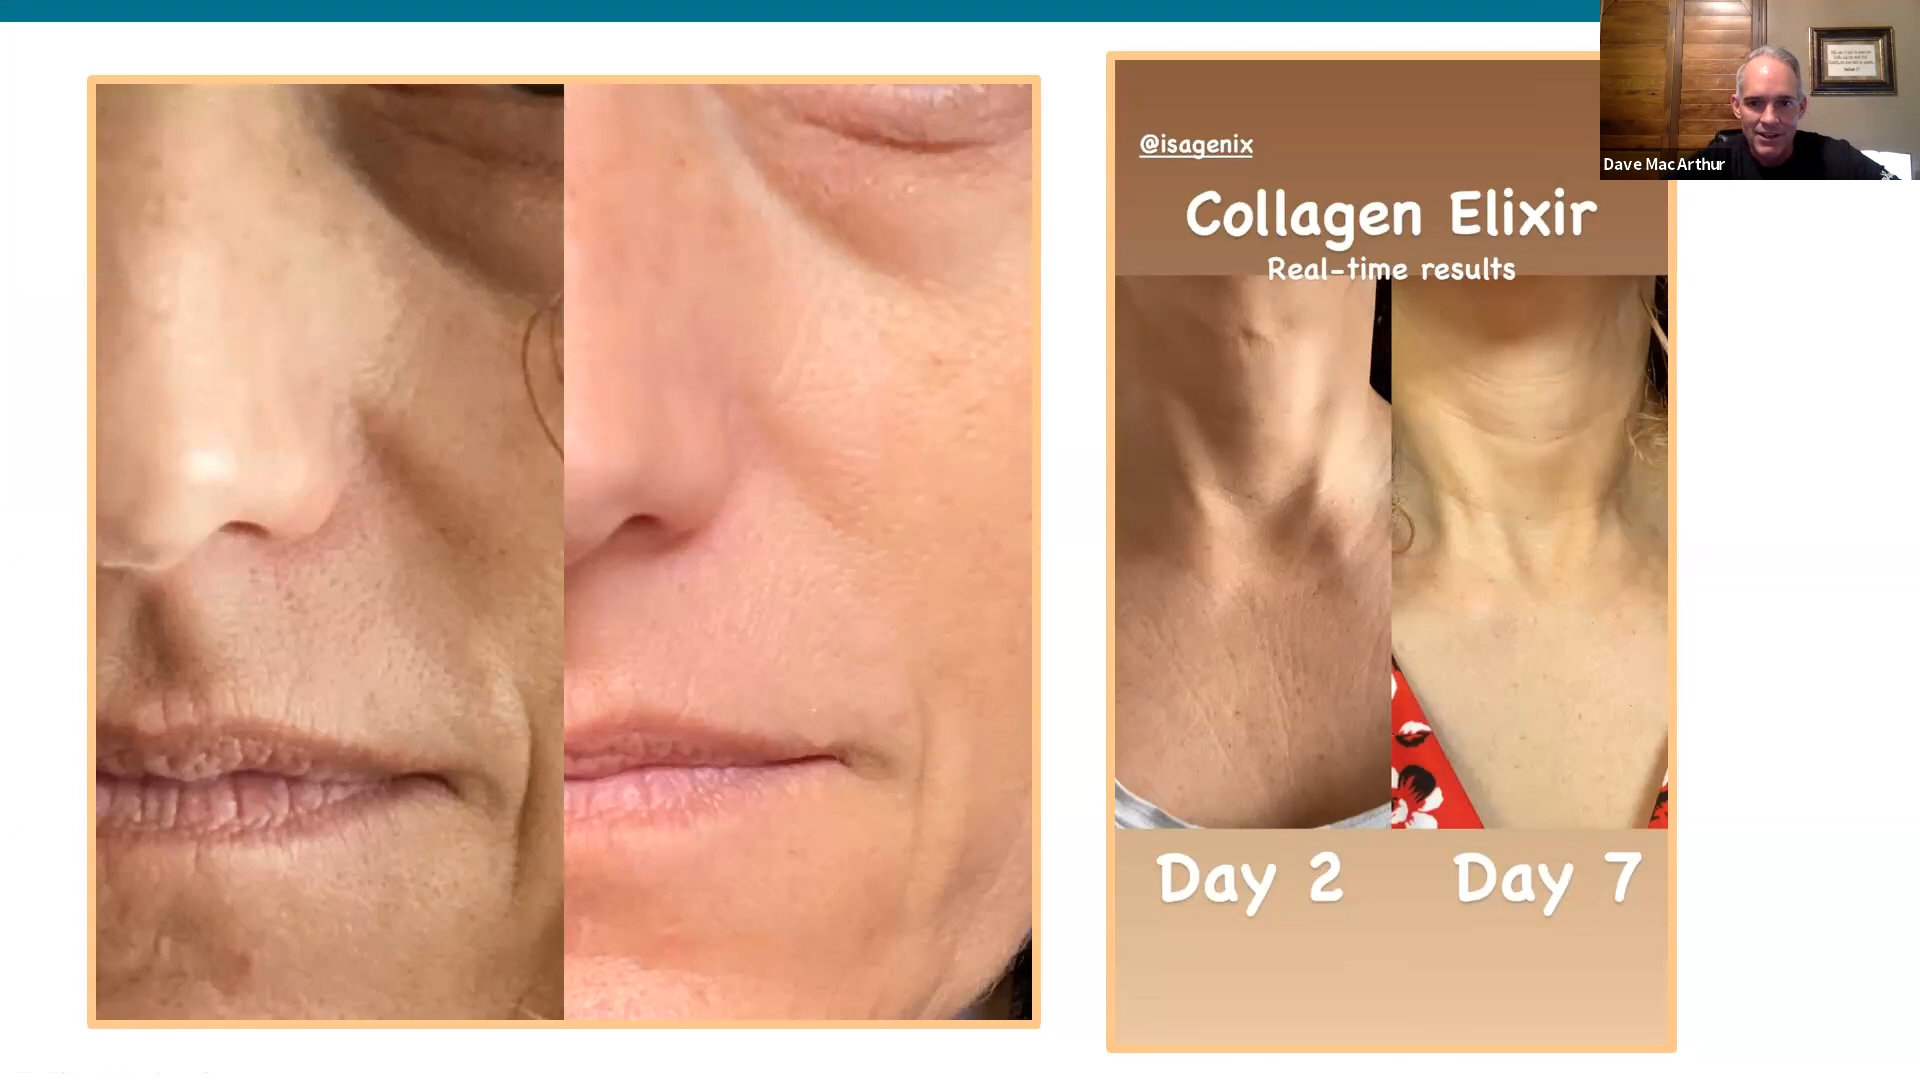 @isagenix
Collagen Elixir
Real-time results
Day 2
Day 7
Dave MacArthur